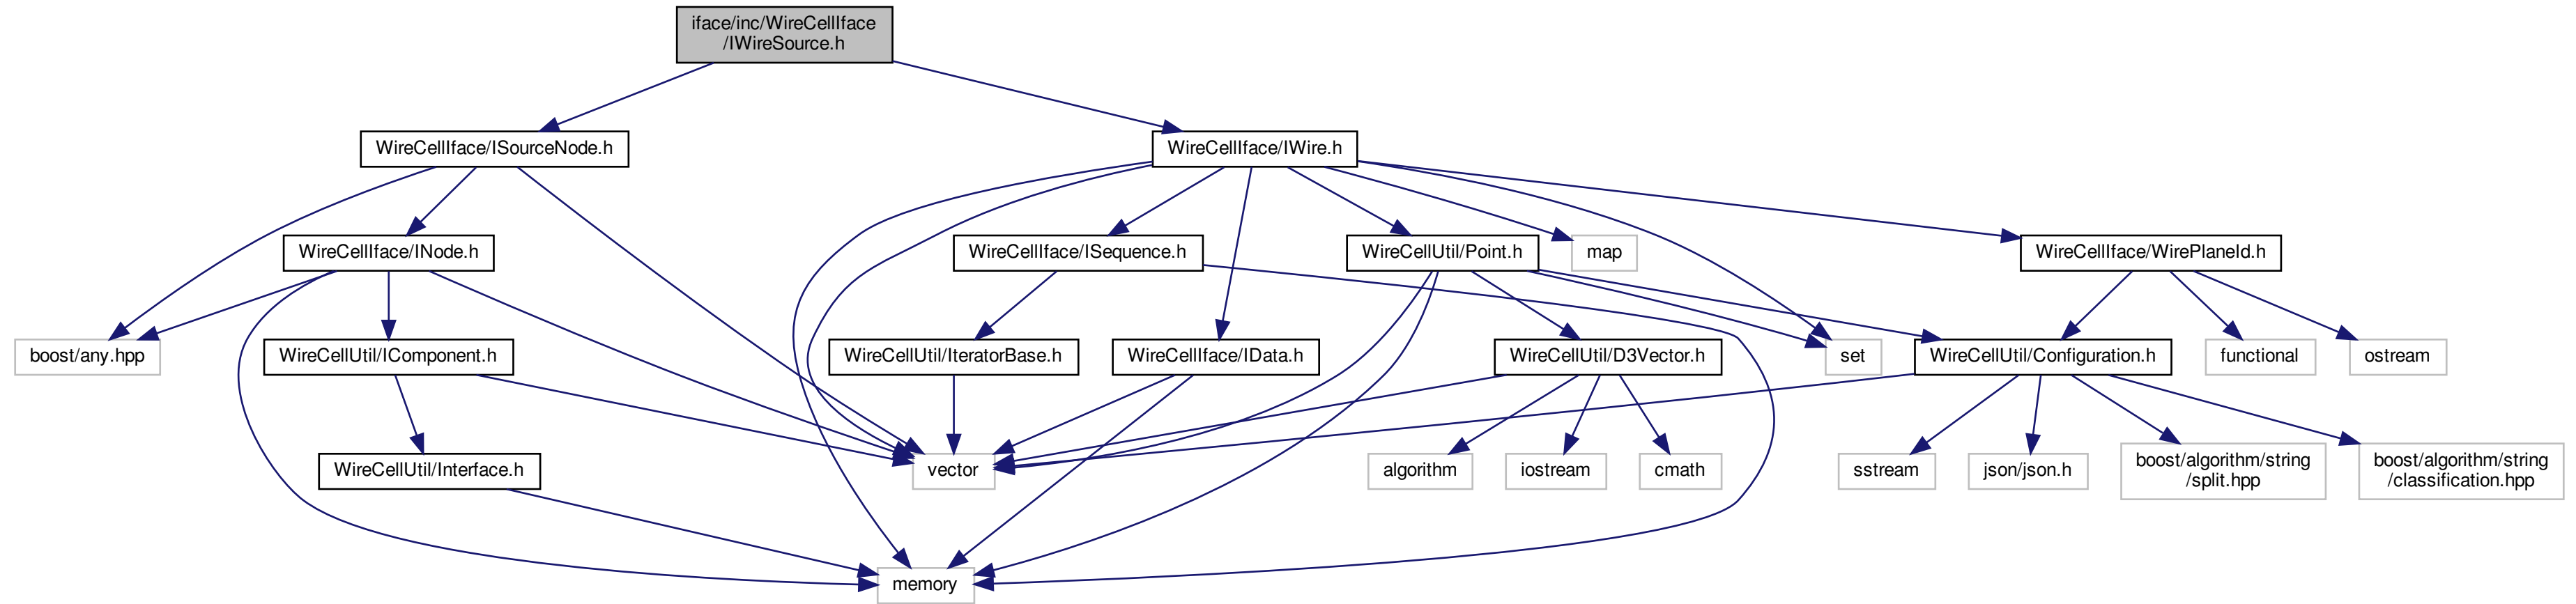 iface/inc/WireCellIface
/IWireSource.h
WireCellIface/ISourceNode.h
WireCellIface/IWire.h
WireCellIface/INode.h
WireCellIface/ISequence.h
WireCellUtil/Point.h
map
WireCellIface/WirePlaneId.h
boost/any.hpp
WireCellUtil/IComponent.h
WireCellUtil/IteratorBase.h
WireCellIface/IData.h
WireCellUtil/D3Vector.h
set
WireCellUtil/Configuration.h
functional
ostream
WireCellUtil/Interface.h
vector
algorithm
iostream
cmath
sstream
json/json.h
boost/algorithm/string
/split.hpp
boost/algorithm/string
/classification.hpp
memory